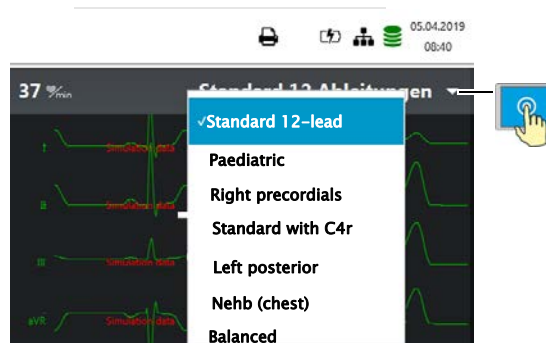 05.04.2019
08:40
37 /min
Standard 12 Ableitungen
✓Standard 12-lead
Paediatric
Right precordials
Standard with C4r
Left posterior
Nehb (chest)
Balanced
I
Simulation data
II
Simulation data
III
Simulation data
aVR
Simulation data